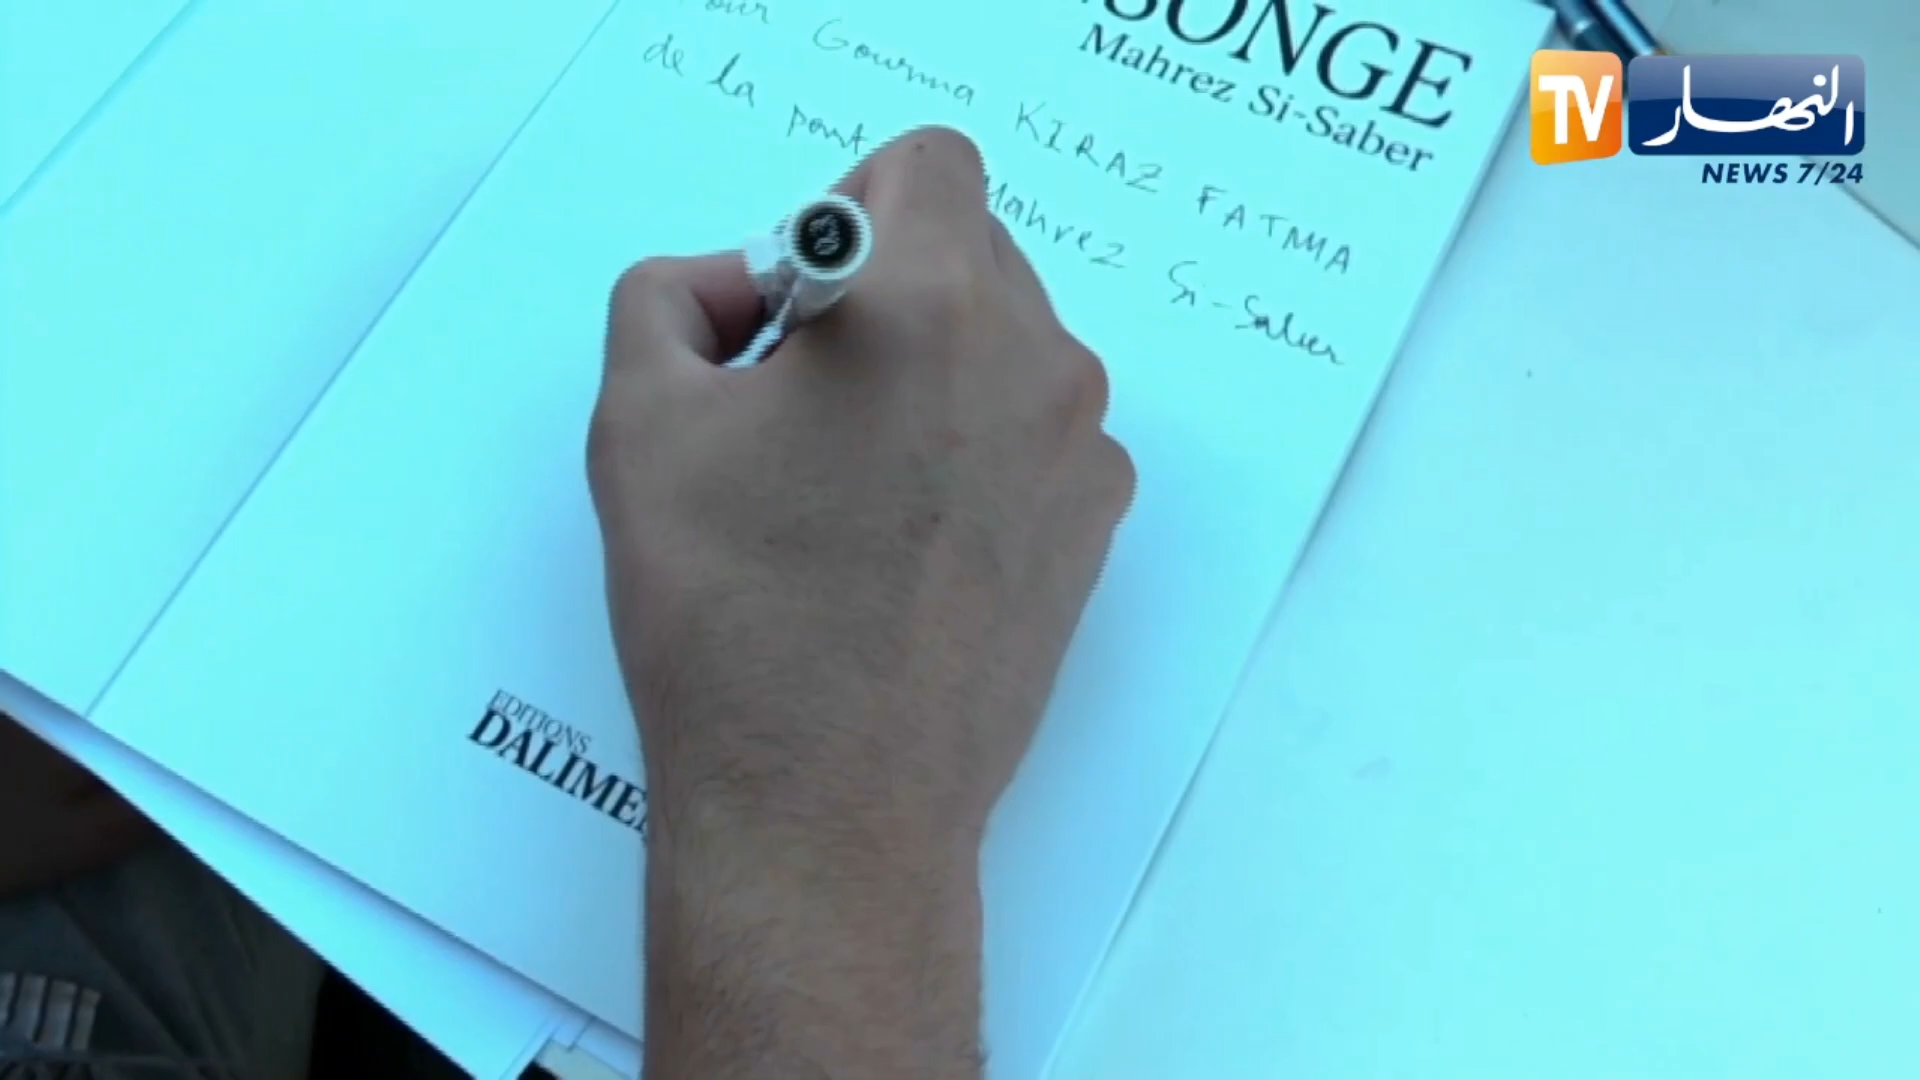 SONGE
Mahrez Si-Saber
Gourma KIRAZ FATMA
de la part Mahrez Si-Saber
EDITIONS
DALIME
TV النهار
NEWS 7/24